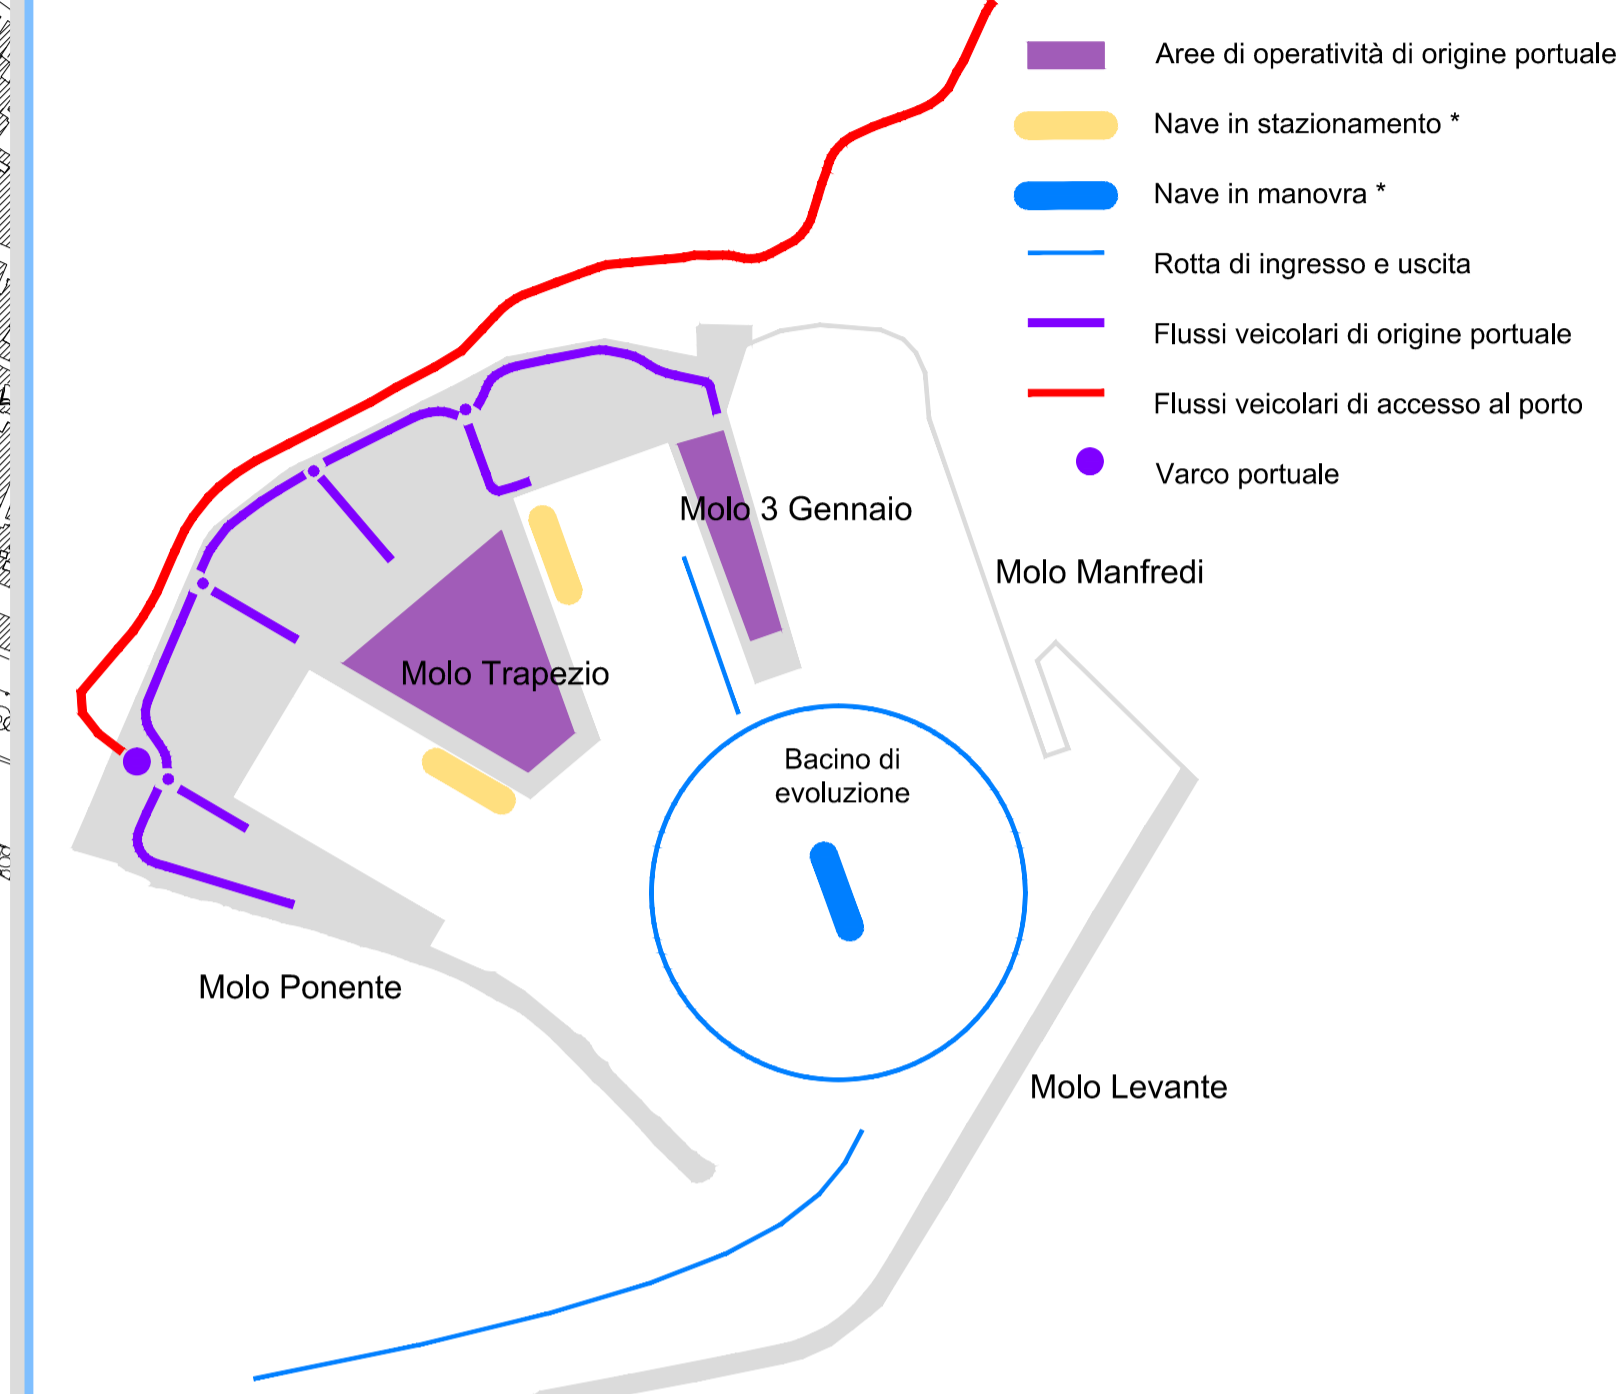 Aree di operatività di origine portuale
Nave in stazionamento *
Nave in manovra *
Rotta di ingresso e uscita
Flussi veicolari di origine portuale
Flussi veicolari di accesso al porto
Varco portuale
Molo 3 Gennaio
Molo Manfredi
Molo Trapezio
Bacino di
evoluzione
Molo Ponente
Molo Levante